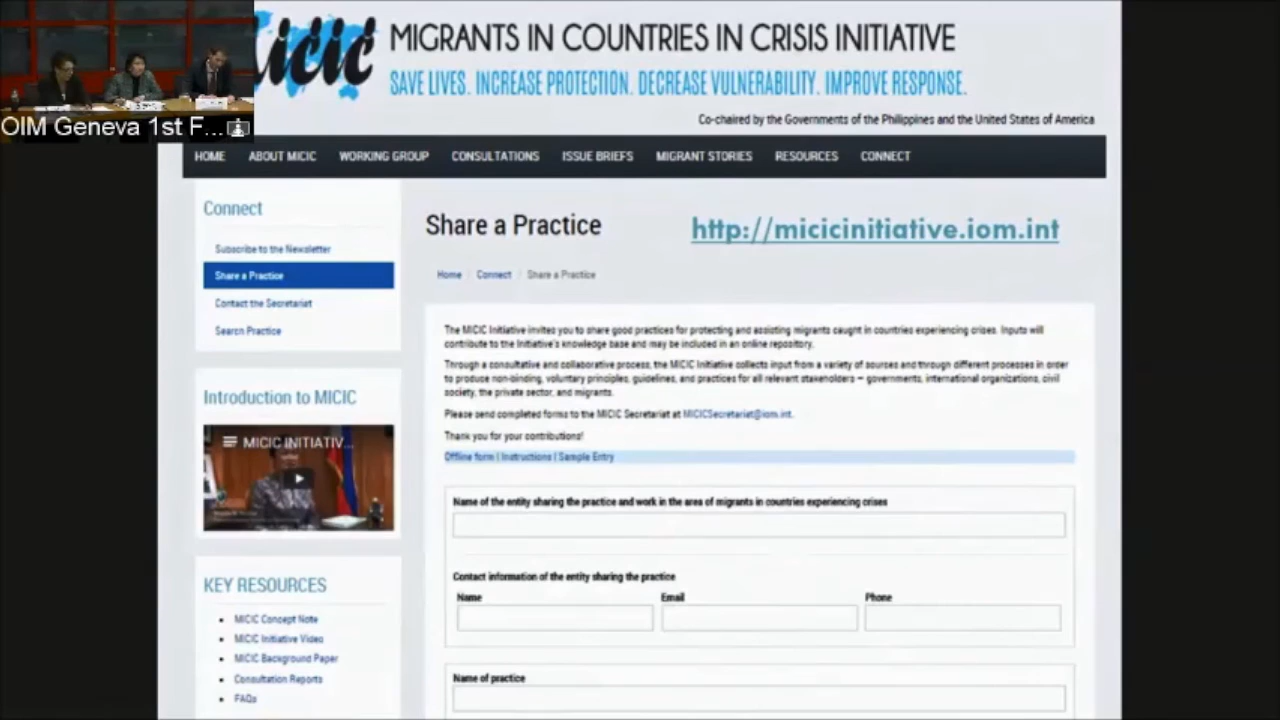 micic
MIGRANTS IN COUNTRIES IN CRISIS INITIATIVE
SAVE LIVES. INCREASE PROTECTION. DECREASE VULNERABILITY. IMPROVE RESPONSE.
Co-chaired by the Governments of the Philippines and the United States of America
OIM Geneva 1st F...
HOME ABOUT MICIC WORKING GROUP CONSULTATIONS ISSUE BRIEFS MIGRANT STORIES RESOURCES CONNECT
Connect
Subscribe to the Newsletter
Share a Practice
Contact the Secretariat
Search Practice
Introduction to MICIC
MICIC INITIATIV...
KEY RESOURCES
MICIC Concept Note
MICIC Initiative Video
MICIC Background Paper
Consultation Reports
FAQs
Share a Practice
http://micicinitiative.iom.int
Home / Connect / Share a Practice
The MICIC Initiative invites you to share good practices for protecting and assisting migrants caught in countries experiencing crises. Inputs will
contribute to the Initiative's knowledge base and may be included in an online repository.
Through a consultative and collaborative process, the MICIC Initiative collects input from a variety of sources and through different processes in order
to produce non-binding, voluntary principles, guidelines, and practices for all relevant stakeholders – governments, international organizations, civil
society, the private sector, and migrants.
Please send completed forms to the MICIC Secretariat at MICICSecretariat@iom.int.
Thank you for your contributions!
Offline form | Instructions | Sample Entry
Name of the entity sharing the practice and work in the area of migrants in countries experiencing crises
Contact information of the entity sharing the practice
Name Email Phone
Name of practice